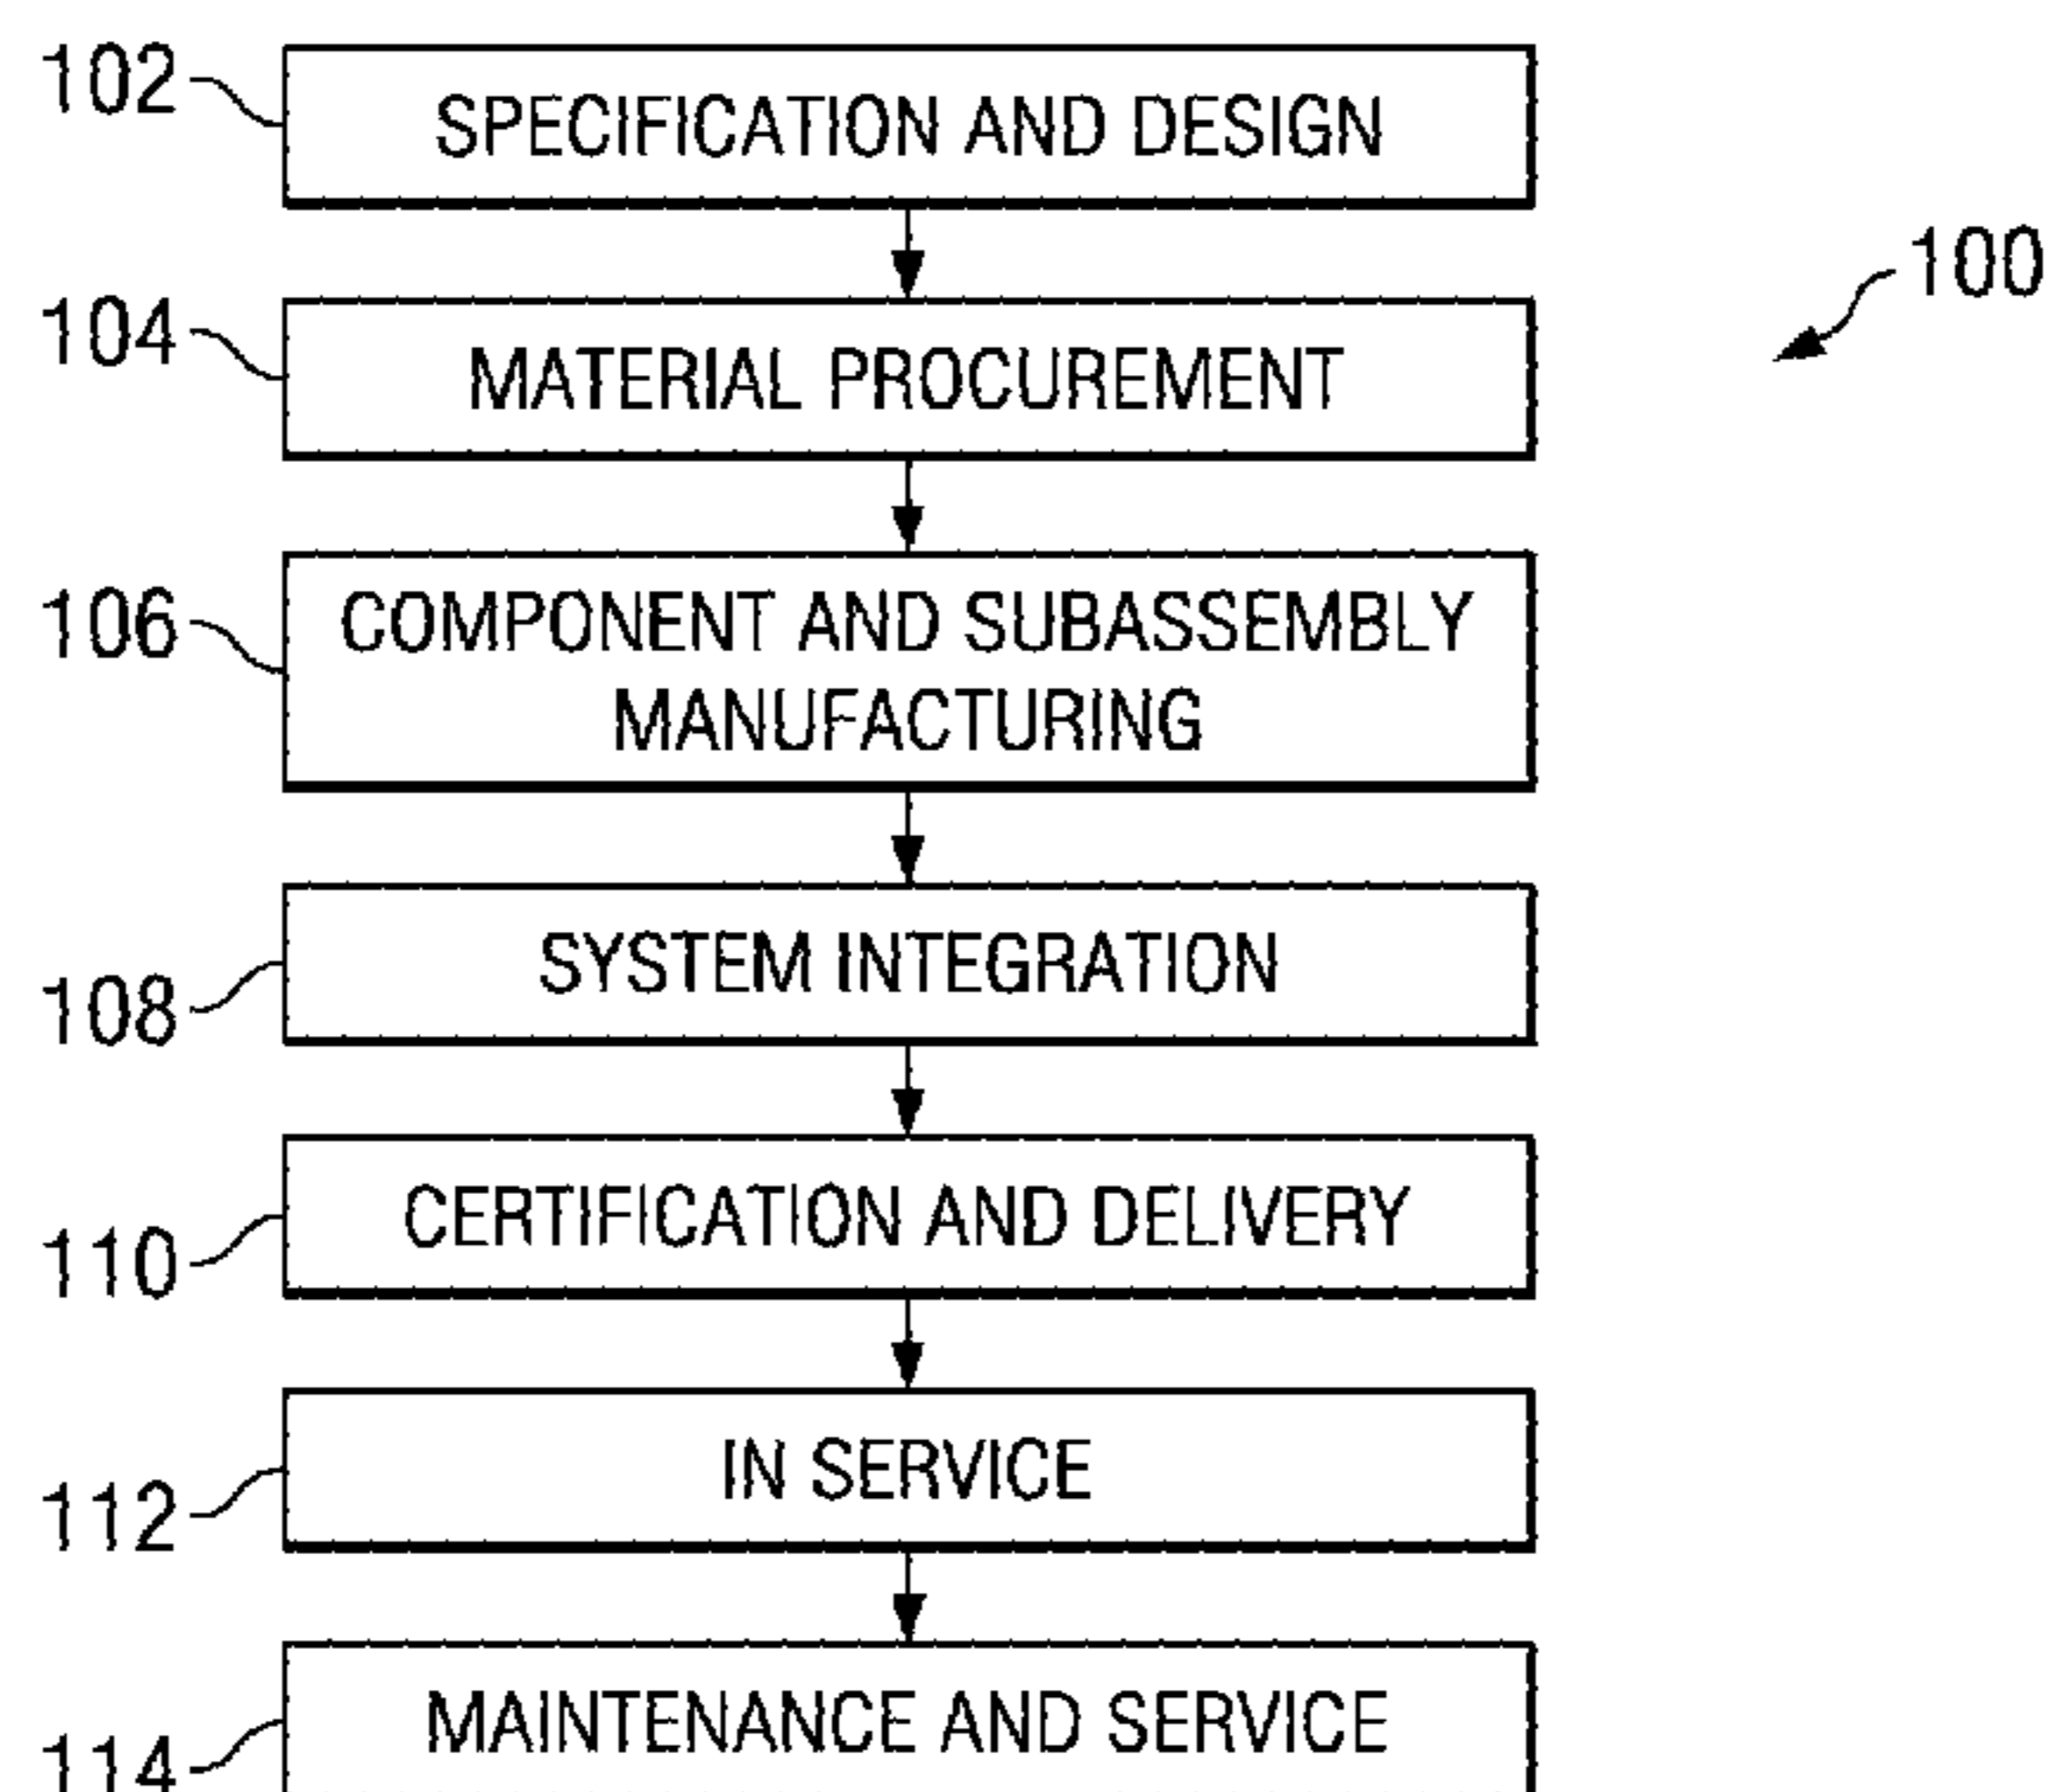 102
SPECIFICATION AND DESIGN
100
104
MATERIAL PROCUREMENT
106
COMPONENT AND SUBASSEMBLY
MANUFACTURING
108
SYSTEM INTEGRATION
110
CERTIFICATION AND DELIVERY
112
IN SERVICE
114
MAINTENANCE AND SERVICE